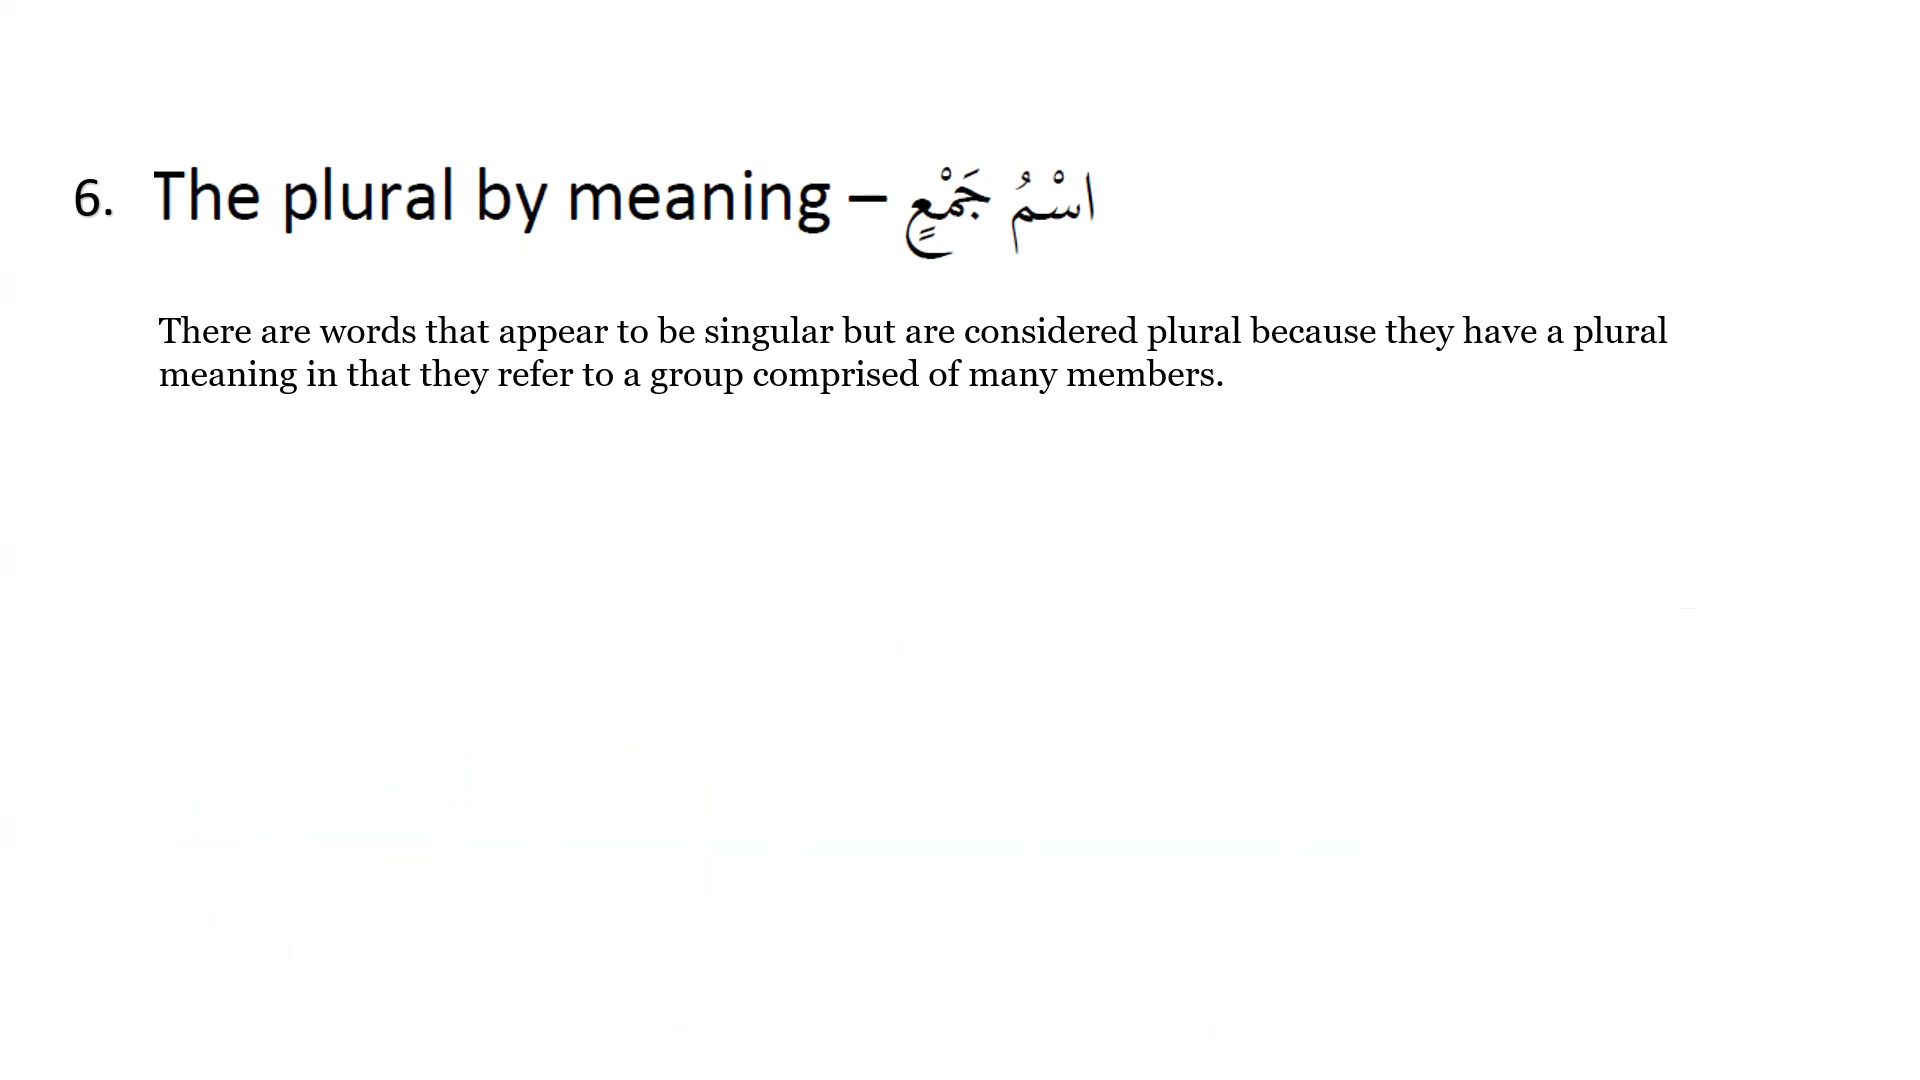 6. The plural by meaning – اسْمُ جَمْعٍ
There are words that appear to be singular but are considered plural because they have a plural
meaning in that they refer to a group comprised of many members.